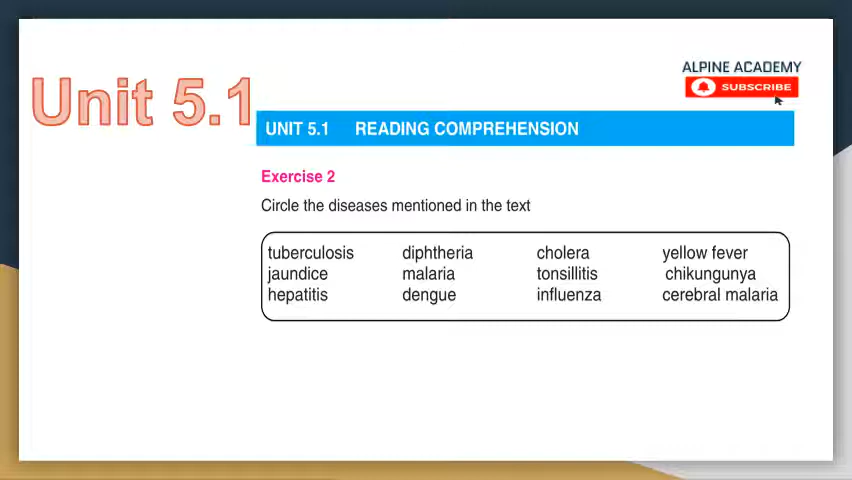 Unit 5.1
ALPINE ACADEMY
SUBSCRIBE
UNIT 5.1 READING COMPREHENSION
Exercise 2
Circle the diseases mentioned in the text
tuberculosis diphtheria cholera yellow fever
jaundice malaria tonsillitis chikungunya
hepatitis dengue influenza cerebral malaria